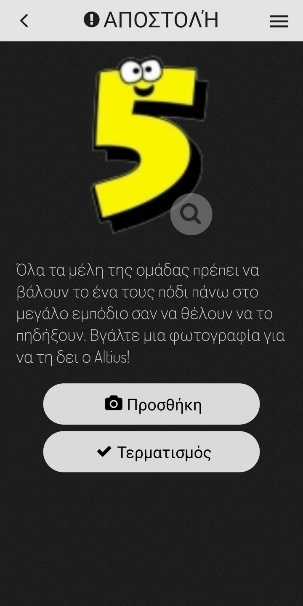 ΑΠΟΣΤΟΛΉ
5
Όλα τα μέλη της ομάδας πρέπει να
βάλουν το ένα τους πόδι πάνω στο
μεγάλο εμπόδιο σαν να θέλουν να το
πηδήξουν. Βγάλτε μια φωτογραφία για
να τη δει ο Altius!
Προσθήκη
Τερματισμός